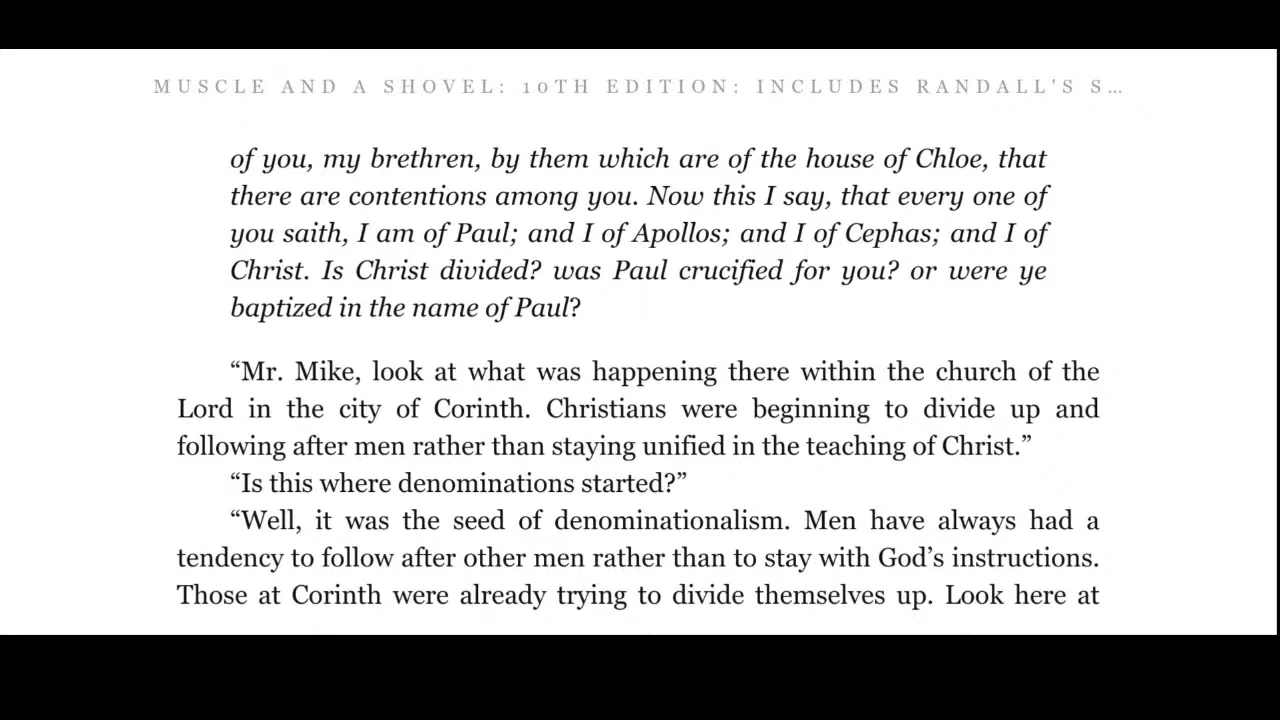 MUSCLE AND A SHOVEL: 10TH EDITION: INCLUDES RANDALL'S S...
of you, my brethren, by them which are of the house of Chloe, that
there are contentions among you. Now this I say, that every one of
you saith, I am of Paul; and I of Apollos; and I of Cephas; and I of
Christ. Is Christ divided? was Paul crucified for you? or were ye
baptized in the name of Paul?
“Mr. Mike, look at what was happening there within the church of the
Lord in the city of Corinth. Christians were beginning to divide up and
following after men rather than staying unified in the teaching of Christ.”
“Is this where denominations started?”
“Well, it was the seed of denominationalism. Men have always had a
tendency to follow after other men rather than to stay with God’s instructions.
Those at Corinth were already trying to divide themselves up. Look here at